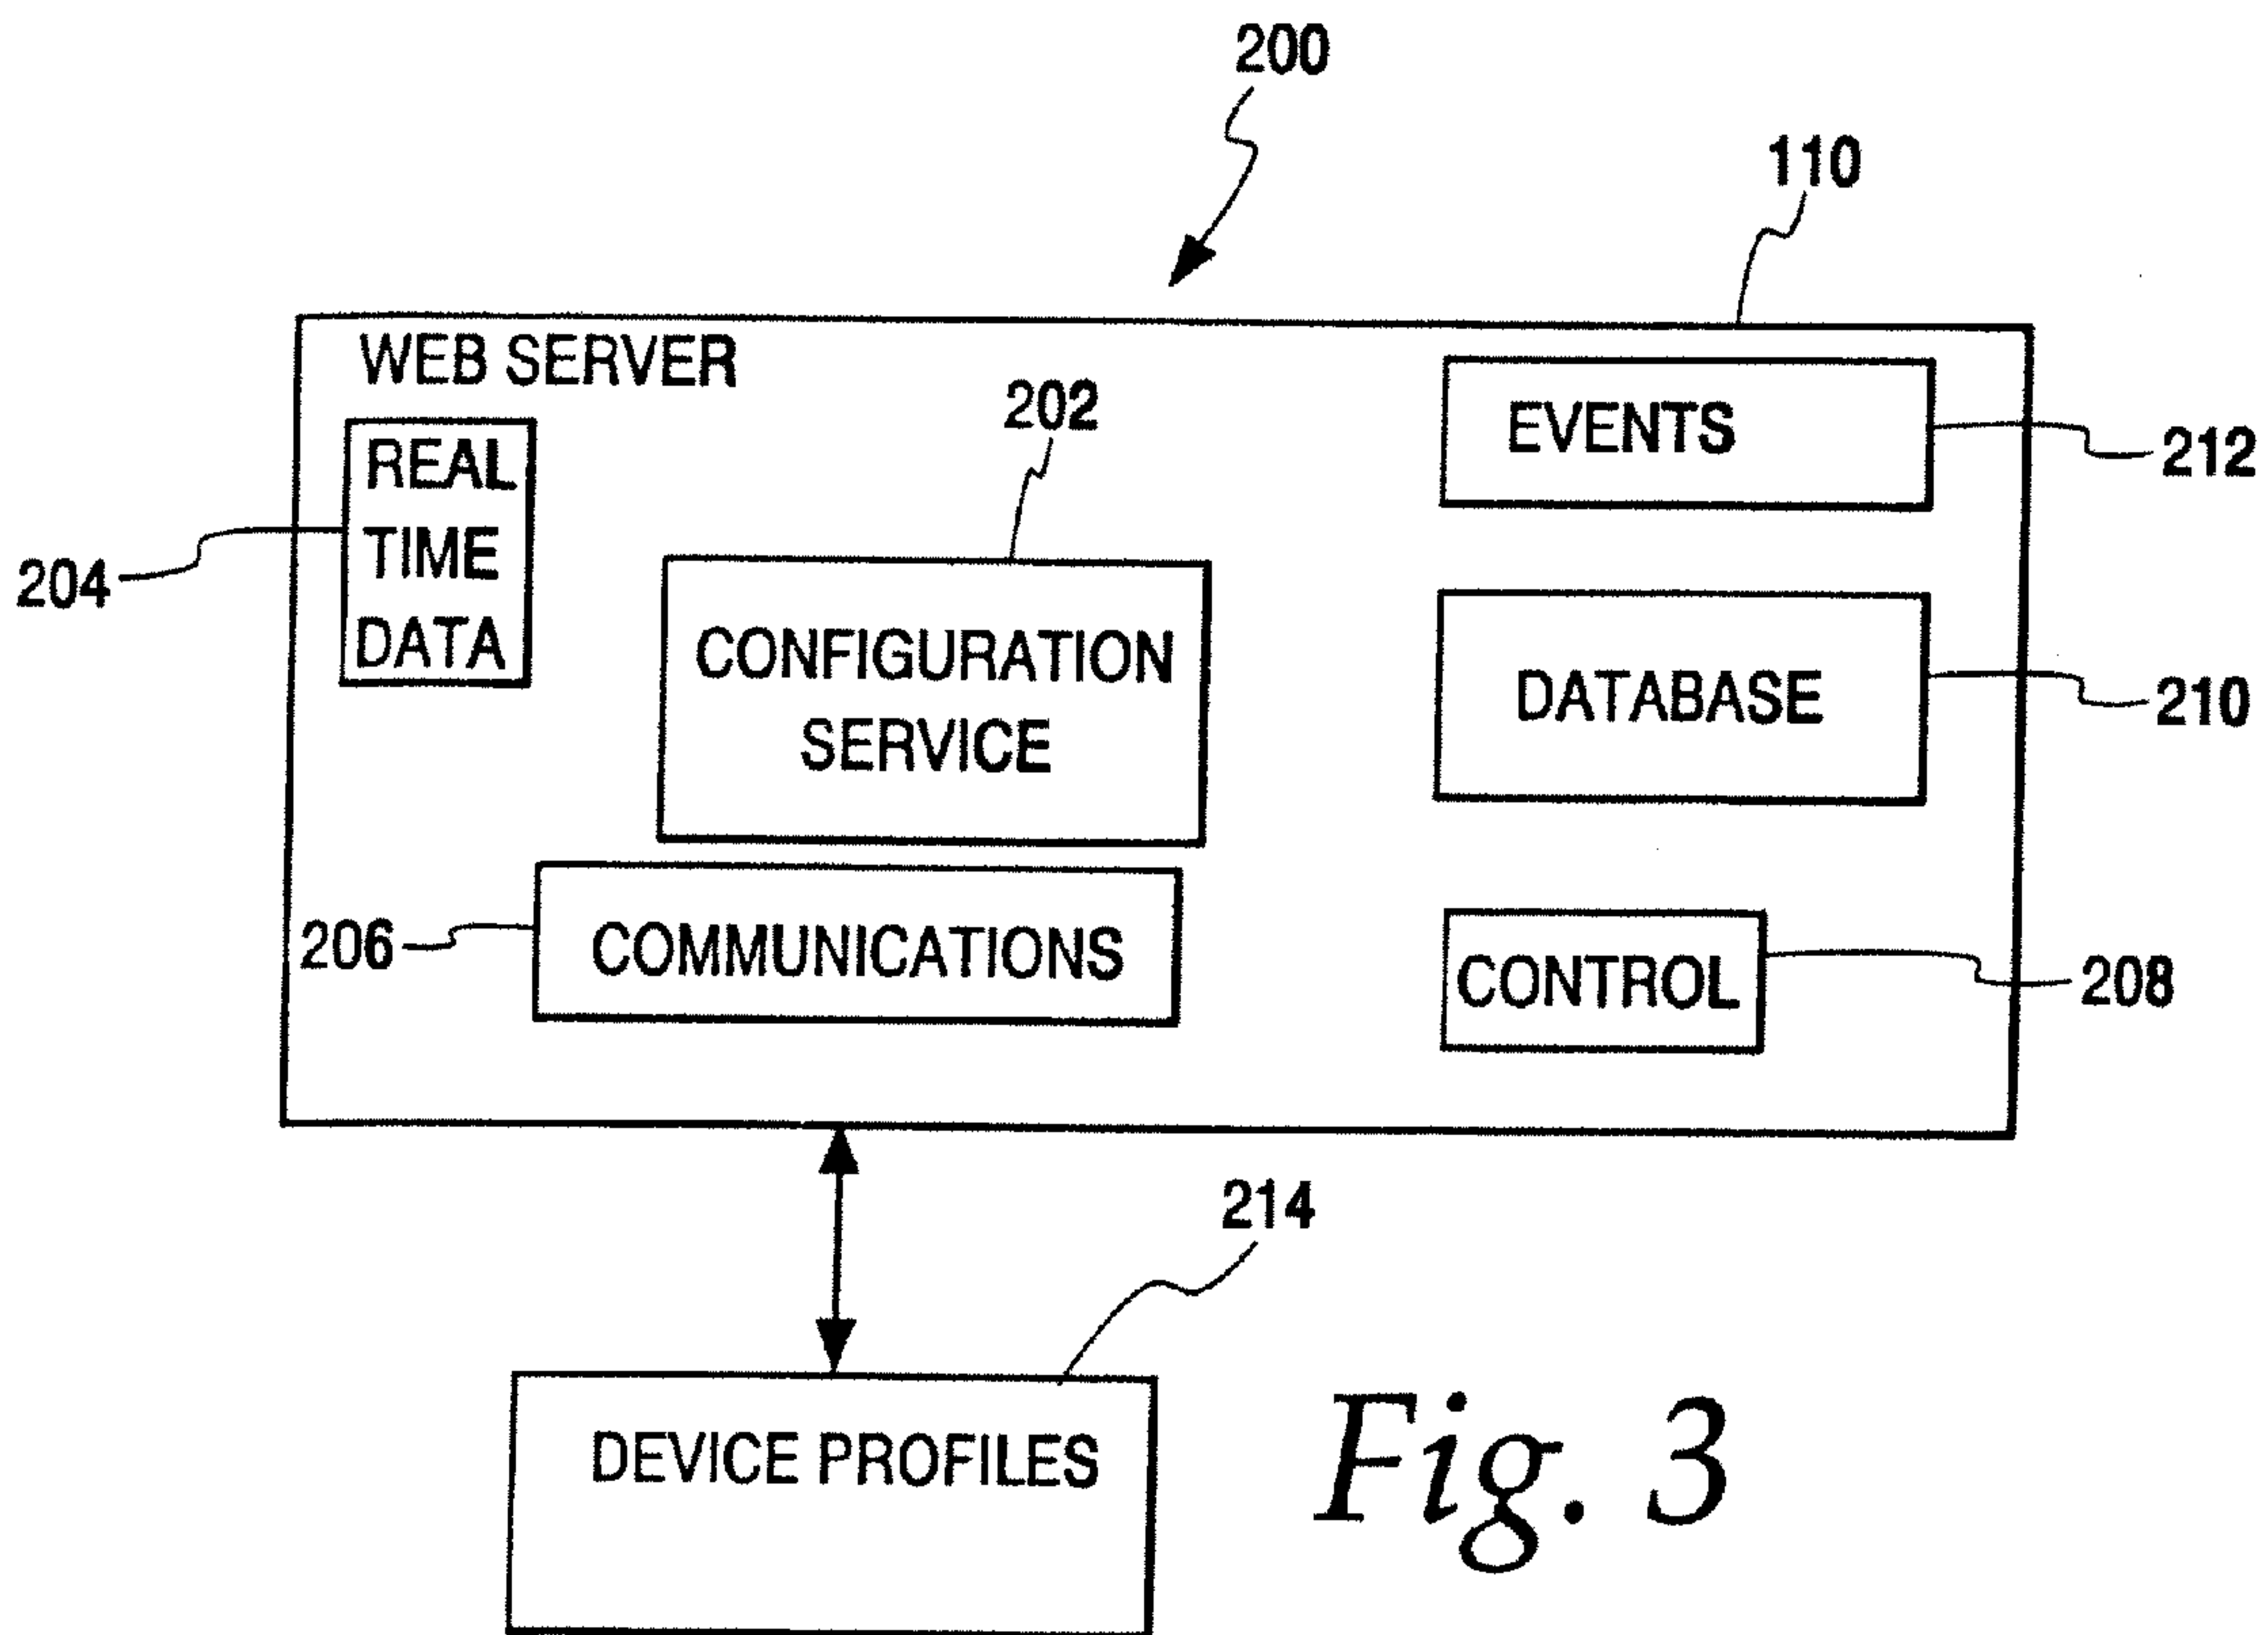 200
110
WEB SERVER
202
EVENTS
212
REAL
TIME
DATA
204
CONFIGURATION
SERVICE
DATABASE
210
206
COMMUNICATIONS
CONTROL
208
214
DEVICE PROFILES
Fig. 3